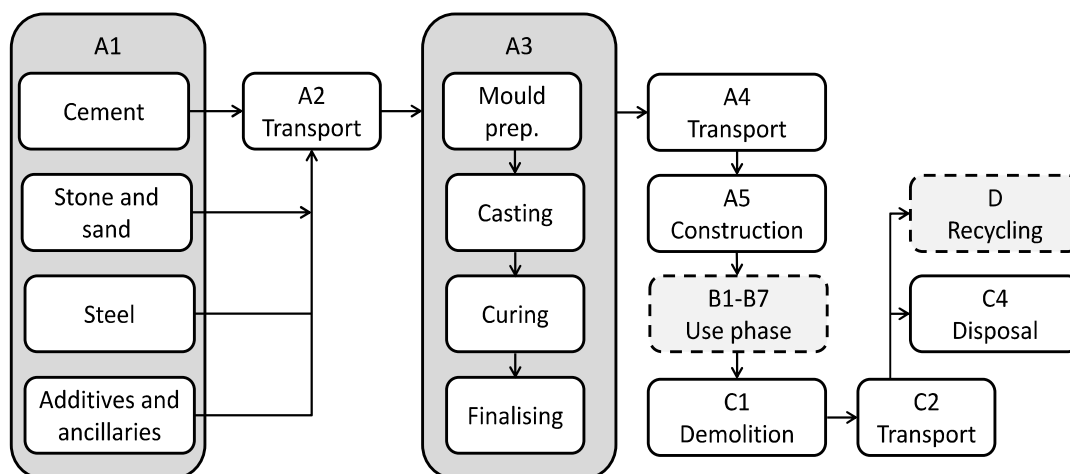 A1
Cement
Stone and
sand
Steel
Additives and
ancillaries
A2
Transport
A3
Mould
prep.
Casting
Curing
Finalising
A4
Transport
A5
Construction
B1-B7
Use phase
C1
Demolition
C2
Transport
D
Recycling
C4
Disposal